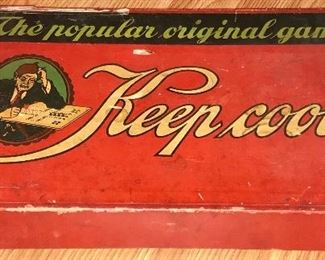 The popular original gam
Keep cool